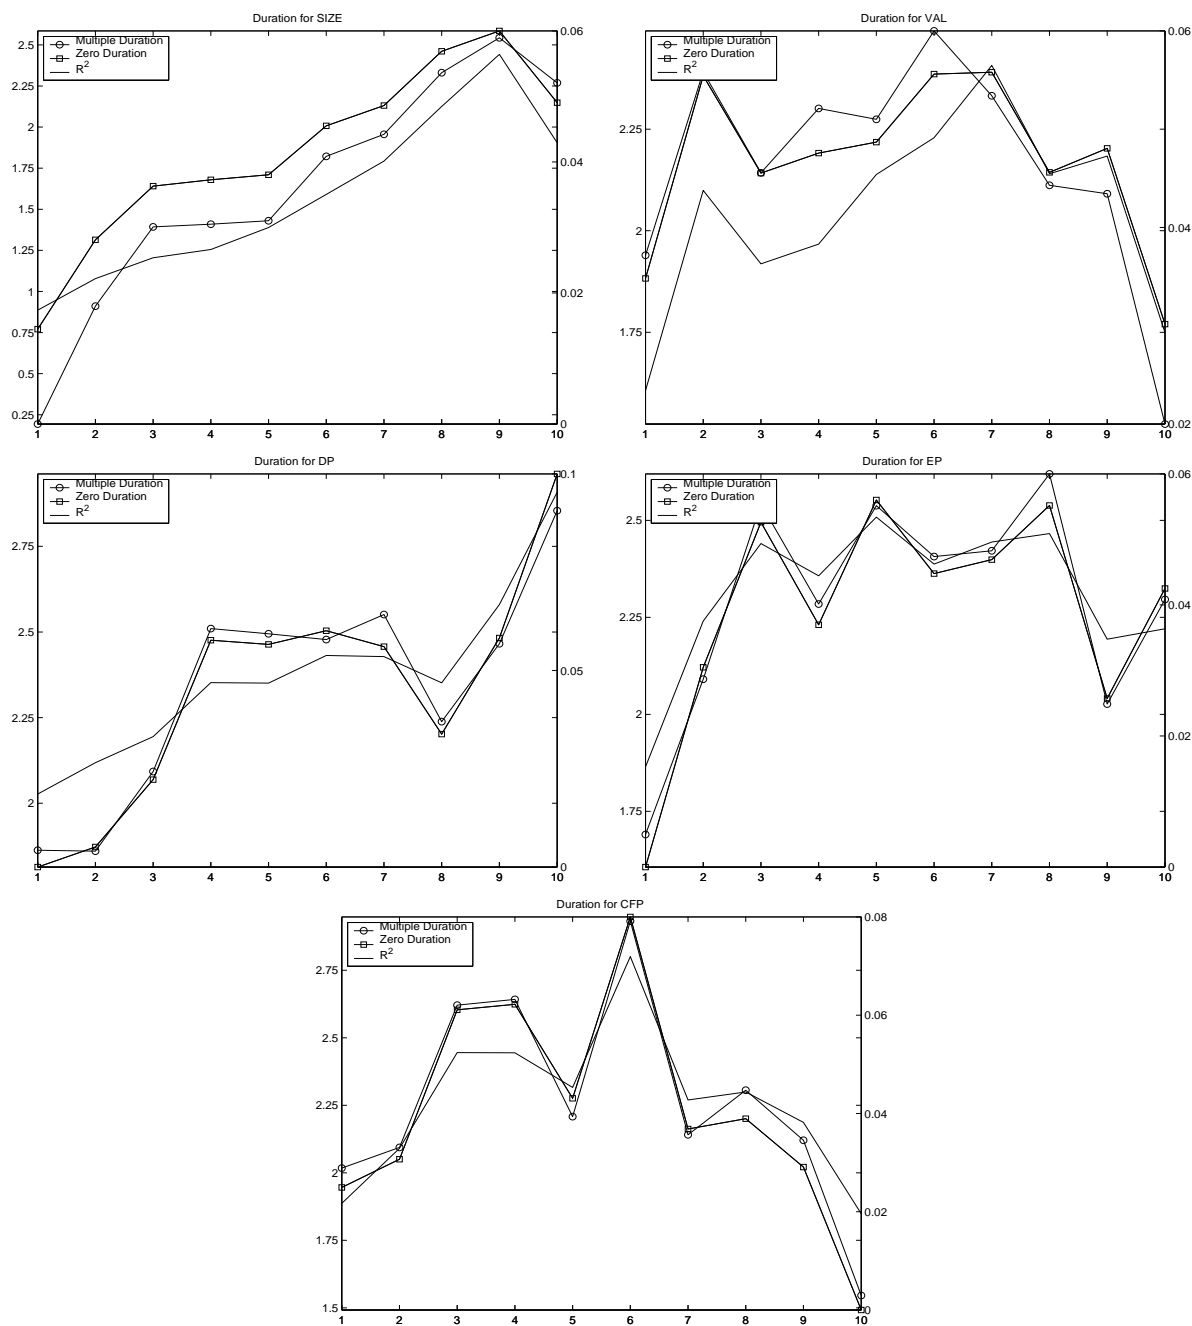 Duration for SIZE
Multiple Duration
Zero Duration
R²
2.5
2.25
2
1.75
1.5
1.25
1
0.75
0.5
0.25
0.06
0.04
0.02
0
1 2 3 4 5 6 7 8 9 10
Duration for VAL
Multiple Duration
Zero Duration
R²
2.25
2
1.75
0.06
0.04
0.02
1 2 3 4 5 6 7 8 9 10
Duration for DP
Multiple Duration
Zero Duration
R²
2.75
2.5
2.25
2
0.1
0.05
0
1 2 3 4 5 6 7 8 9 10
Duration for EP
Multiple Duration
Zero Duration
R²
2.5
2.25
2
1.75
0.06
0.04
0.02
0
1 2 3 4 5 6 7 8 9 10
Duration for CFP
Multiple Duration
Zero Duration
R²
2.75
2.5
2.25
2
1.75
1.5
0.08
0.06
0.04
0.02
0
1 2 3 4 5 6 7 8 9 10